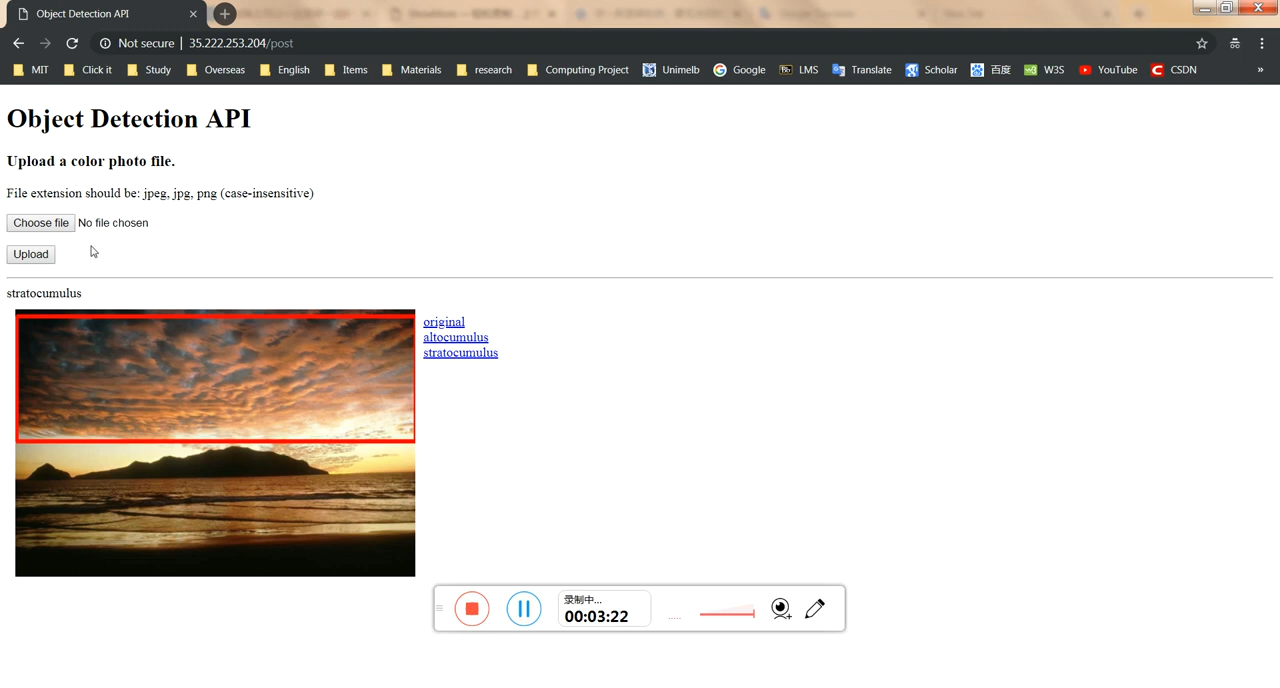 Object Detection API
Not secure | 35.222.253.204/post
MIT Click it Study Overseas English Items Materials research Computing Project Unimelb Google LMS Translate Scholar 百度 W3S YouTube CSDN »
Object Detection API
Upload a color photo file.
File extension should be: jpeg, jpg, png (case-insensitive)
Choose file No file chosen
Upload
stratocumulus
original
altocumulus
stratocumulus
录制中...
00:03:22